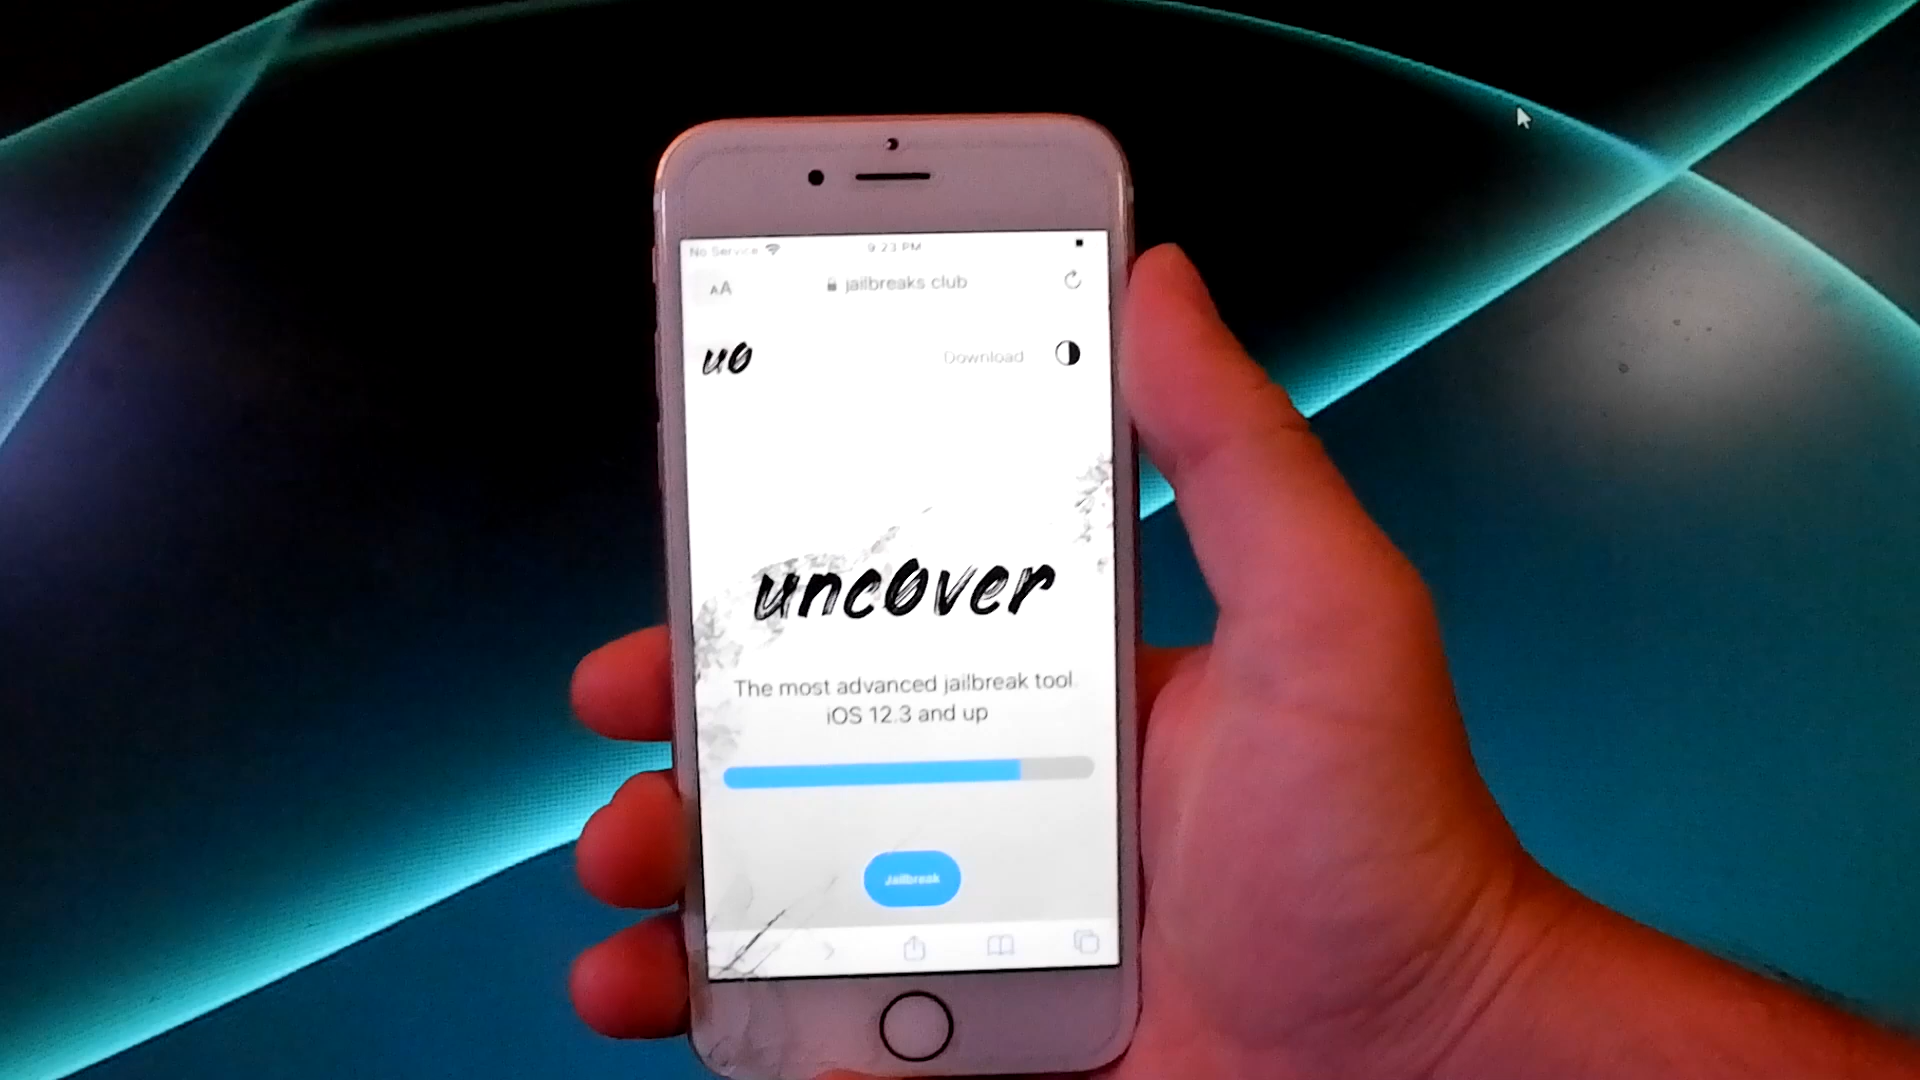 No Service 9:23 PM
AA jailbreaks club
u0 Download
unc0ver
The most advanced jailbreak tool
iOS 12.3 and up
Jailbreak